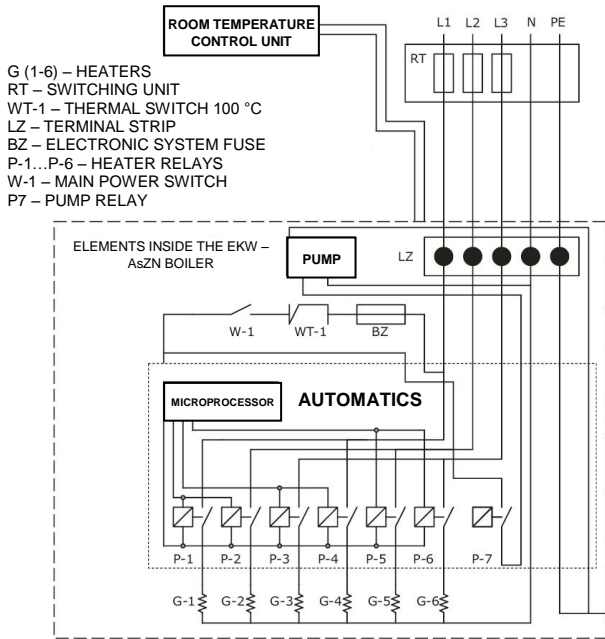 ROOM TEMPERATURE
CONTROL UNIT
L1 L2 L3 N PE
RT
G (1-6) – HEATERS
RT – SWITCHING UNIT
WT-1 – THERMAL SWITCH 100 °C
LZ – TERMINAL STRIP
BZ – ELECTRONIC SYSTEM FUSE
P-1…P-6 – HEATER RELAYS
W-1 – MAIN POWER SWITCH
P7 – PUMP RELAY
ELEMENTS INSIDE THE EKW –
AsZN BOILER
PUMP
LZ
W-1 WT-1 BZ
MICROPROCESSOR
AUTOMATICS
P-1 P-2 P-3 P-4 P-5 P-6 P-7
G-1 G-2 G-3 G-4 G-5 G-6